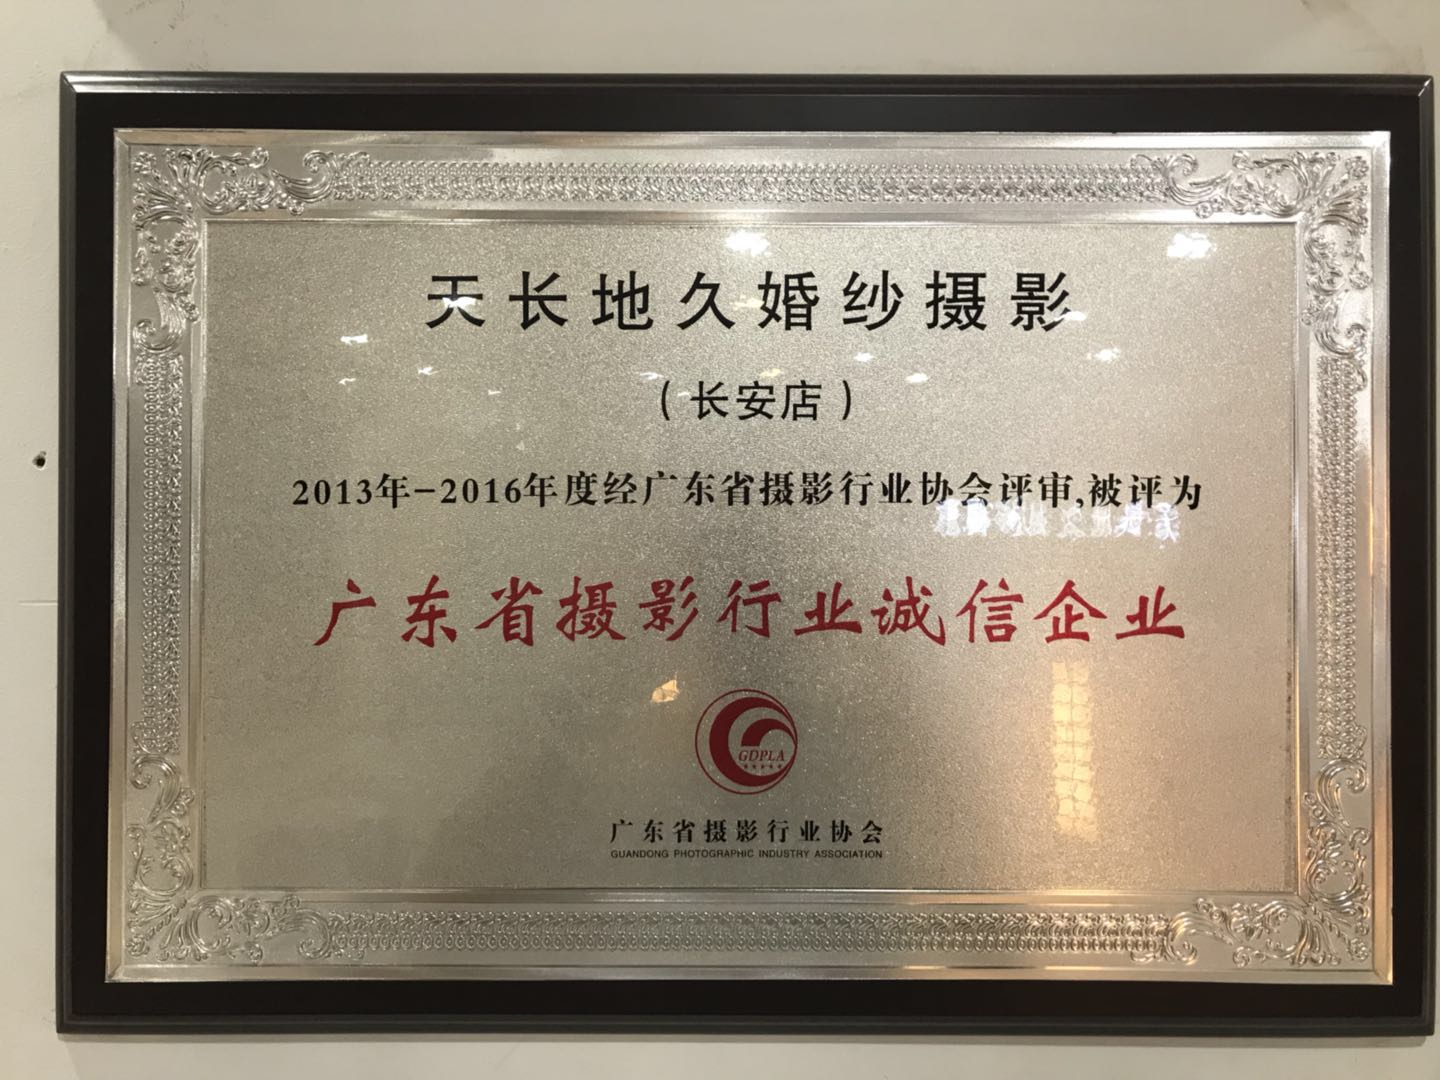 天长地久婚纱摄影
（长安店）
2013年-2016年度经广东省摄影行业协会评审,被评为
广东省摄影行业诚信企业
GDPLA
广东省摄影行业协会
GUANDONG PHOTOGRAPHIC INDUSTRY ASSOCIATION